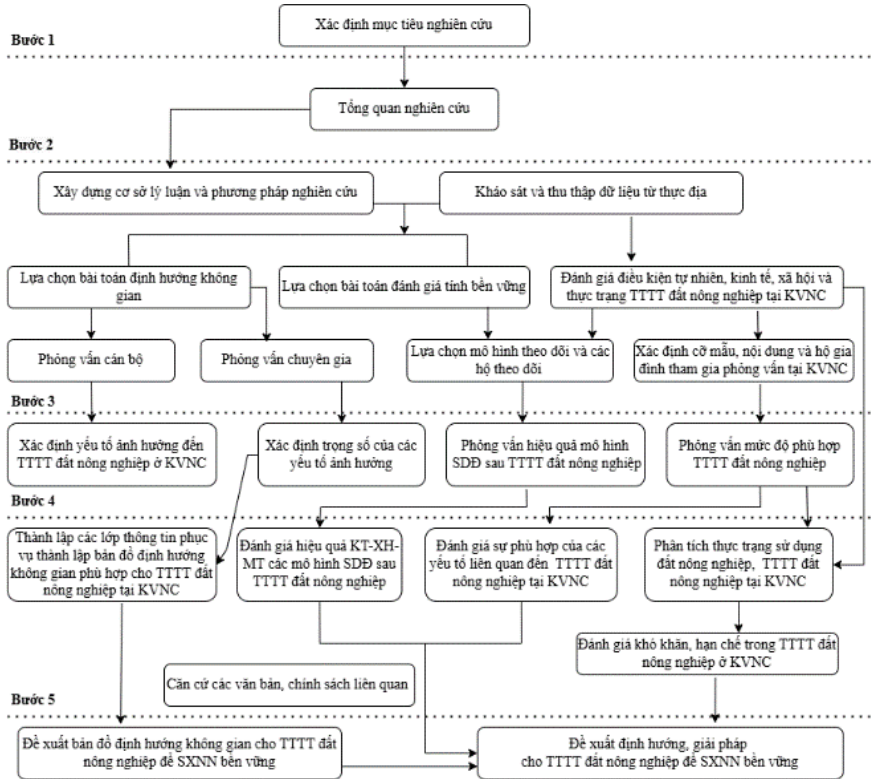 Xác định mục tiêu nghiên cứu
Bước 1
Tổng quan nghiên cứu
Bước 2
Xây dựng cơ sở lý luận và phương pháp nghiên cứu
Khảo sát và thu thập dữ liệu từ thực địa
Lựa chọn bài toán định hướng không
gian
Lựa chọn bài toán đánh giá tính bền vững
Đánh giá điều kiện tự nhiên, kinh tế, xã hội và
thực trạng TTTT đất nông nghiệp tại KVNC
Phỏng vấn cán bộ
Phỏng vấn chuyên gia
Lựa chọn mô hình theo dõi và các
hộ theo dõi
Xác định cỡ mẫu, nội dung và hộ gia
đình tham gia phỏng vấn tại KVNC
Bước 3
Xác định yếu tố ảnh hưởng đến
TTTT đất nông nghiệp ở KVNC
Xác định trọng số của các
yếu tố ảnh hưởng
Phỏng vấn hiệu quả mô hình
SDĐ sau TTTT đất nông nghiệp
Phỏng vấn mức độ phù hợp
TTTT đất nông nghiệp
Bước 4
Thành lập các lớp thông tin phục
vụ thành lập bản đồ định hướng
không gian phù hợp cho TTTT đất
nông nghiệp tại KVNC
Đánh giá hiệu quả KT-XH-
MT các mô hình SDĐ sau
TTTT đất nông nghiệp
Đánh giá sự phù hợp của các
yếu tố liên quan đến TTTT đất
nông nghiệp tại KVNC
Phân tích thực trạng sử dụng
đất nông nghiệp, TTTT đất
nông nghiệp tại KVNC
Đánh giá khó khăn, hạn chế trong TTTT đất
nông nghiệp ở KVNC
Căn cứ các văn bản, chính sách liên quan
Bước 5
Đề xuất bản đồ định hướng không gian cho TTTT đất
nông nghiệp để SXNN bền vững
Đề xuất định hướng, giải pháp
cho TTTT đất nông nghiệp để SXNN bền vững